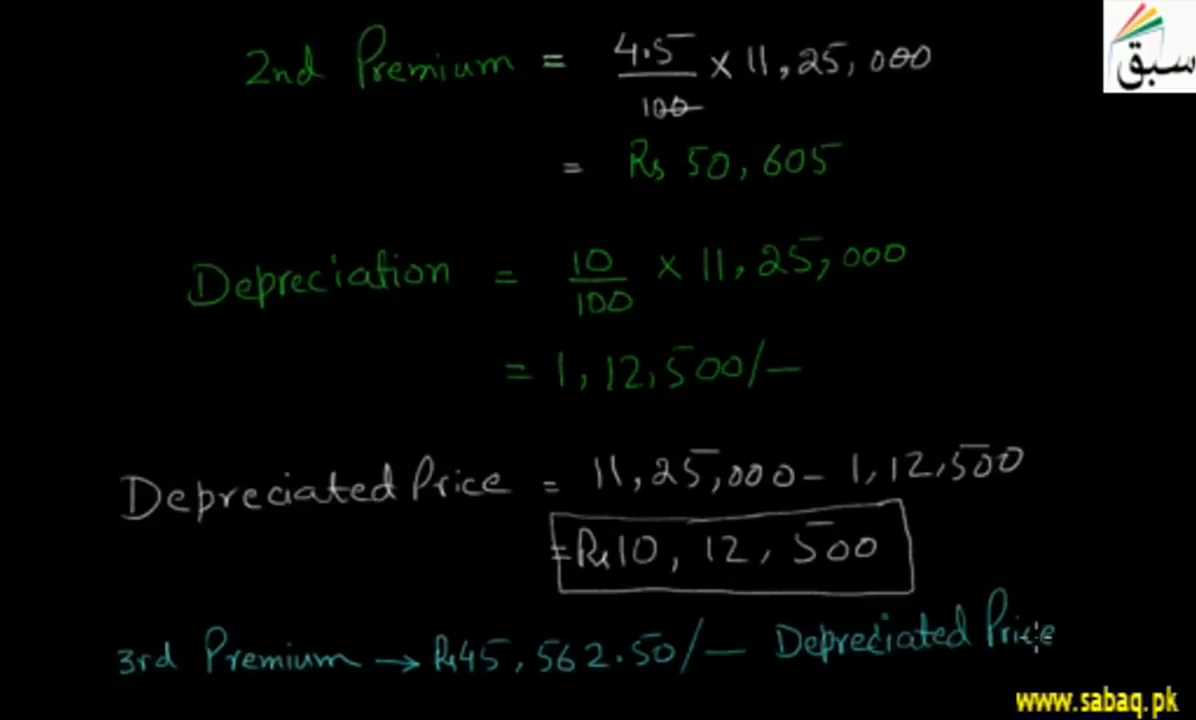 2nd Premium = 4.5/100 × 11,25,000
سبق
= Rs 50,605
Depreciation = 10/100 × 11,25,000
= 1,12,500/-
Depreciated Price = 11,25,000 - 1,12,500
= Rs 10,12,500
3rd Premium → Rs 45,562.50/- Depreciated Price
www.sabaq.pk